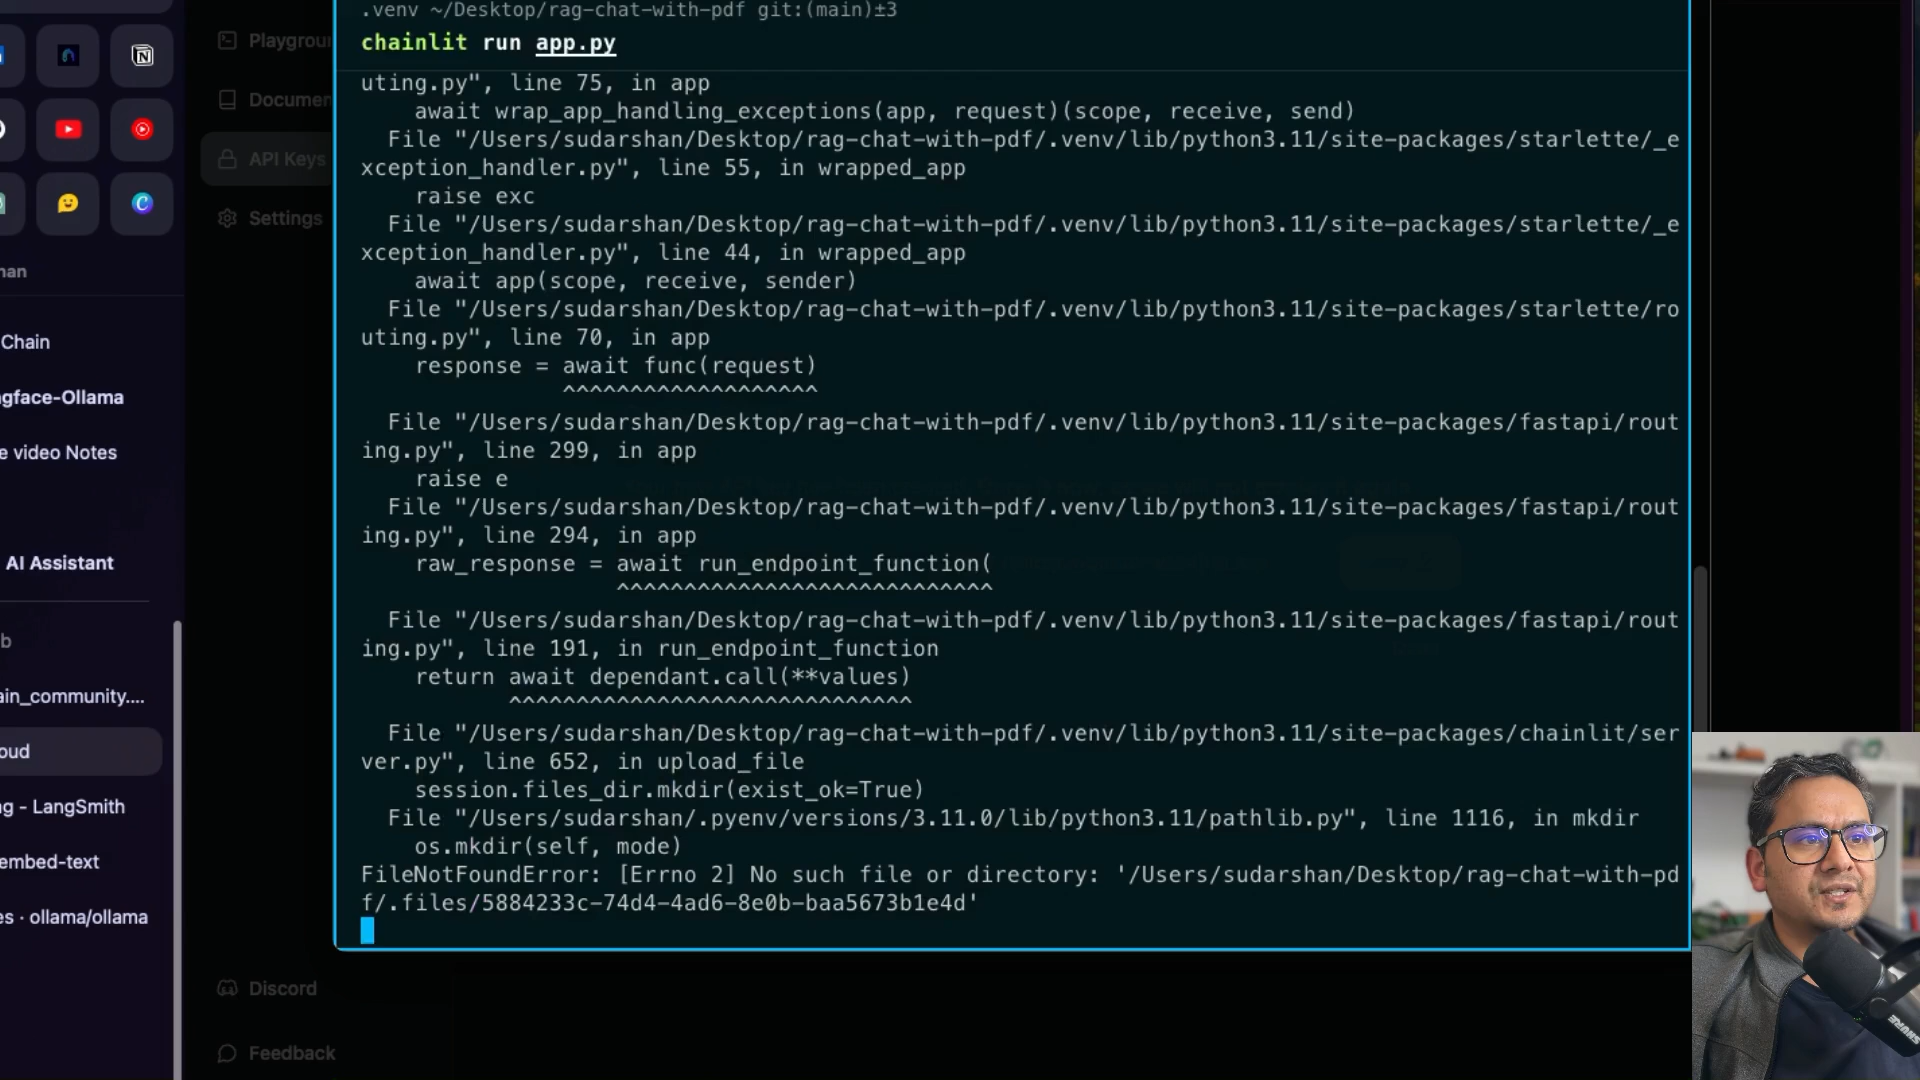 .venv ~/Desktop/rag-chat-with-pdf git:(main)±3
chainlit run app.py
uting.py", line 75, in app
    await wrap_app_handling_exceptions(app, request)(scope, receive, send)
  File "/Users/sudarshan/Desktop/rag-chat-with-pdf/.venv/lib/python3.11/site-packages/starlette/_e
xception_handler.py", line 55, in wrapped_app
    raise exc
  File "/Users/sudarshan/Desktop/rag-chat-with-pdf/.venv/lib/python3.11/site-packages/starlette/_e
xception_handler.py", line 44, in wrapped_app
    await app(scope, receive, sender)
  File "/Users/sudarshan/Desktop/rag-chat-with-pdf/.venv/lib/python3.11/site-packages/starlette/ro
uting.py", line 70, in app
    response = await func(request)
               ^^^^^^^^^^^^^^^^^^^
  File "/Users/sudarshan/Desktop/rag-chat-with-pdf/.venv/lib/python3.11/site-packages/fastapi/rout
ing.py", line 299, in app
    raise e
  File "/Users/sudarshan/Desktop/rag-chat-with-pdf/.venv/lib/python3.11/site-packages/fastapi/rout
ing.py", line 294, in app
    raw_response = await run_endpoint_function(
                   ^^^^^^^^^^^^^^^^^^^^^^^^^^^^
  File "/Users/sudarshan/Desktop/rag-chat-with-pdf/.venv/lib/python3.11/site-packages/fastapi/rout
ing.py", line 191, in run_endpoint_function
    return await dependant.call(**values)
           ^^^^^^^^^^^^^^^^^^^^^^^^^^^^^^
  File "/Users/sudarshan/Desktop/rag-chat-with-pdf/.venv/lib/python3.11/site-packages/chainlit/ser
ver.py", line 652, in upload_file
    session.files_dir.mkdir(exist_ok=True)
  File "/Users/sudarshan/.pyenv/versions/3.11.0/lib/python3.11/pathlib.py", line 1116, in mkdir
    os.mkdir(self, mode)
FileNotFoundError: [Errno 2] No such file or directory: '/Users/sudarshan/Desktop/rag-chat-with-pd
f/.files/5884233c-74d4-4ad6-8e0b-baa5673b1e4d'
Playgrou
Documen
API Keys
Settings
Discord
Feedback
han
Chain
gface-Ollama
e video Notes
AI Assistant
b
ain_community....
oud
ng - LangSmith
embed-text
es · ollama/ollama
SHURE